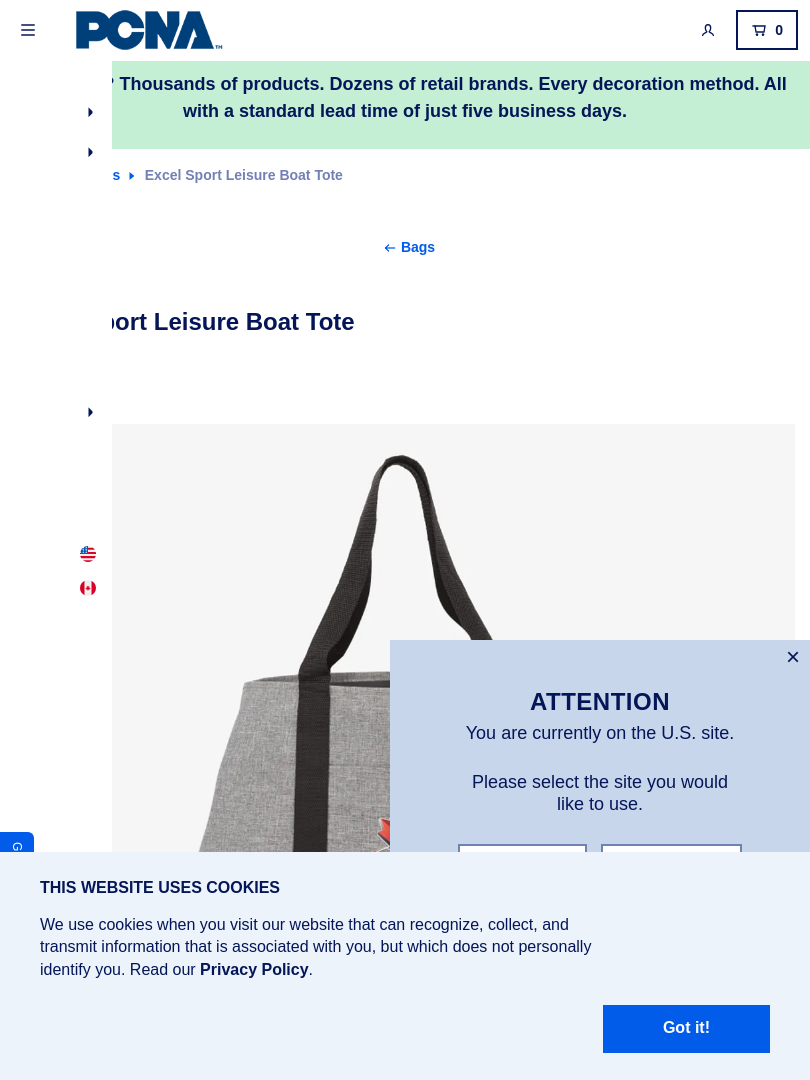 PCNA™
0
? Thousands of products. Dozens of retail brands. Every decoration method. All
with a standard lead time of just five business days.
Excel Sport Leisure Boat Tote
Bags
Leisure Boat Tote
ATTENTION
You are currently on the U.S. site.
Please select the site you would
like to use.
G
THIS WEBSITE USES COOKIES
We use cookies when you visit our website that can recognize, collect, and
transmit information that is associated with you, but which does not personally
identify you. Read our Privacy Policy.
Got it!